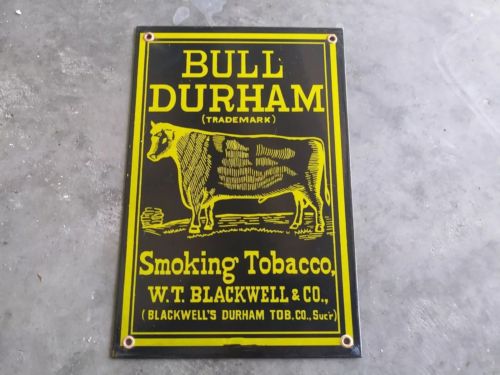 BULL
DURHAM
(TRADEMARK)
Smoking Tobacco,
W.T. BLACKWELL & CO.,
(BLACKWELL'S DURHAM TOB. CO., Suc'r)